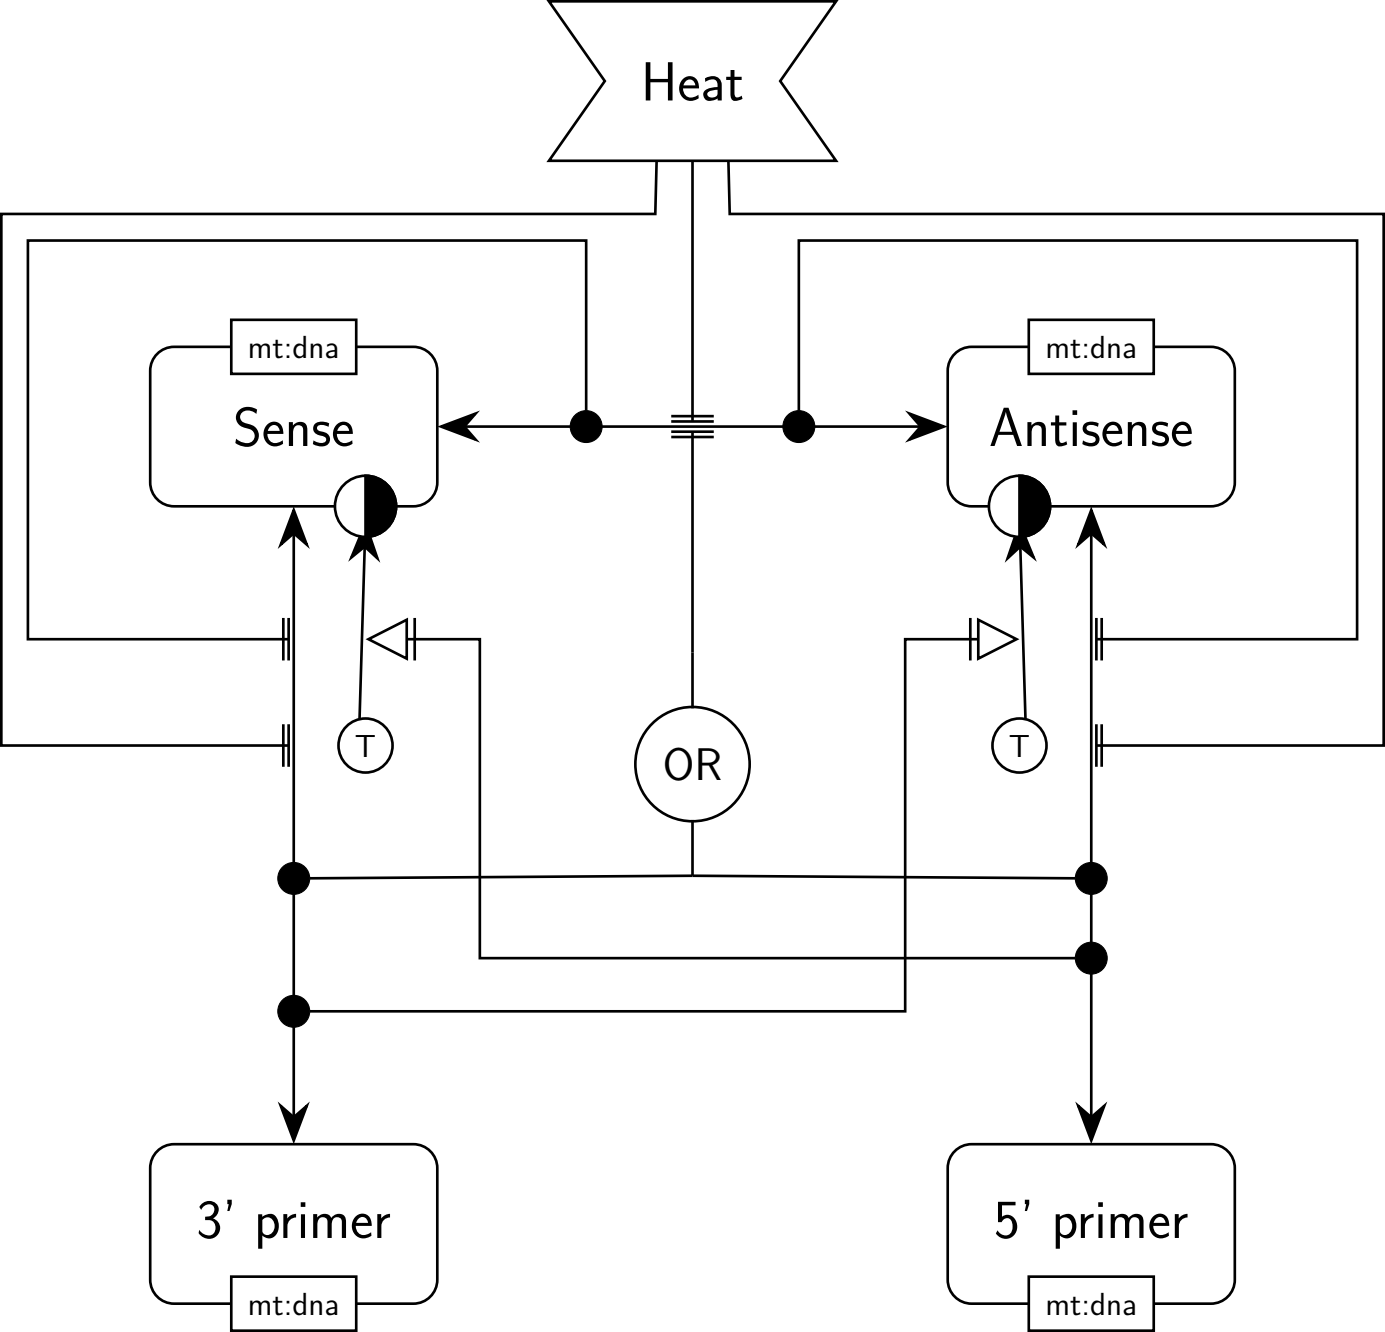 Heat
mt:dna
mt:dna
Sense
Antisense
T
OR
T
3' primer
5' primer
mt:dna
mt:dna